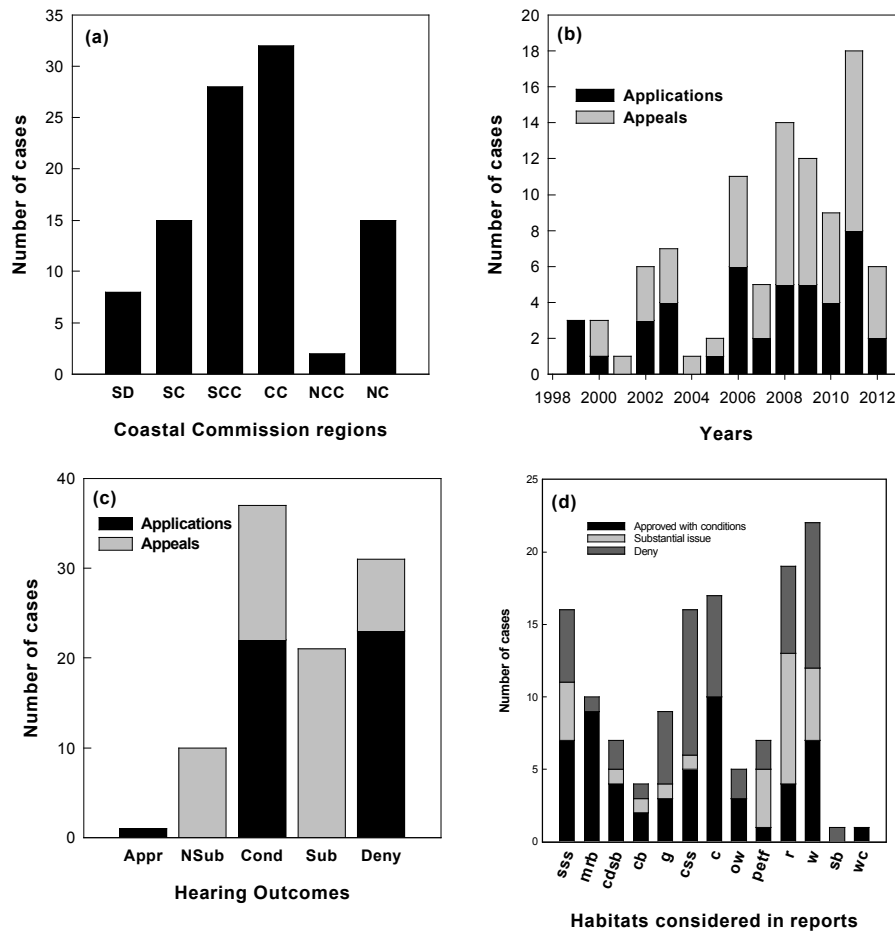 (a)
35
30
25
20
15
10
5
0
Number of cases
SD SC SCC CC NCC NC
Coastal Commission regions
(b)
20
18
16
14
12
10
8
6
4
2
0
Number of cases
Applications
Appeals
1998 2000 2002 2004 2006 2008 2010 2012
Years
(c)
40
30
20
10
0
Number of cases
Applications
Appeals
Appr NSub Cond Sub Deny
Hearing Outcomes
(d)
25
20
15
10
5
0
Number of cases
Approved with conditions
Substantial issue
Deny
sss mrb cdsb cb g css c ow petf r w sb wc
Habitats considered in reports